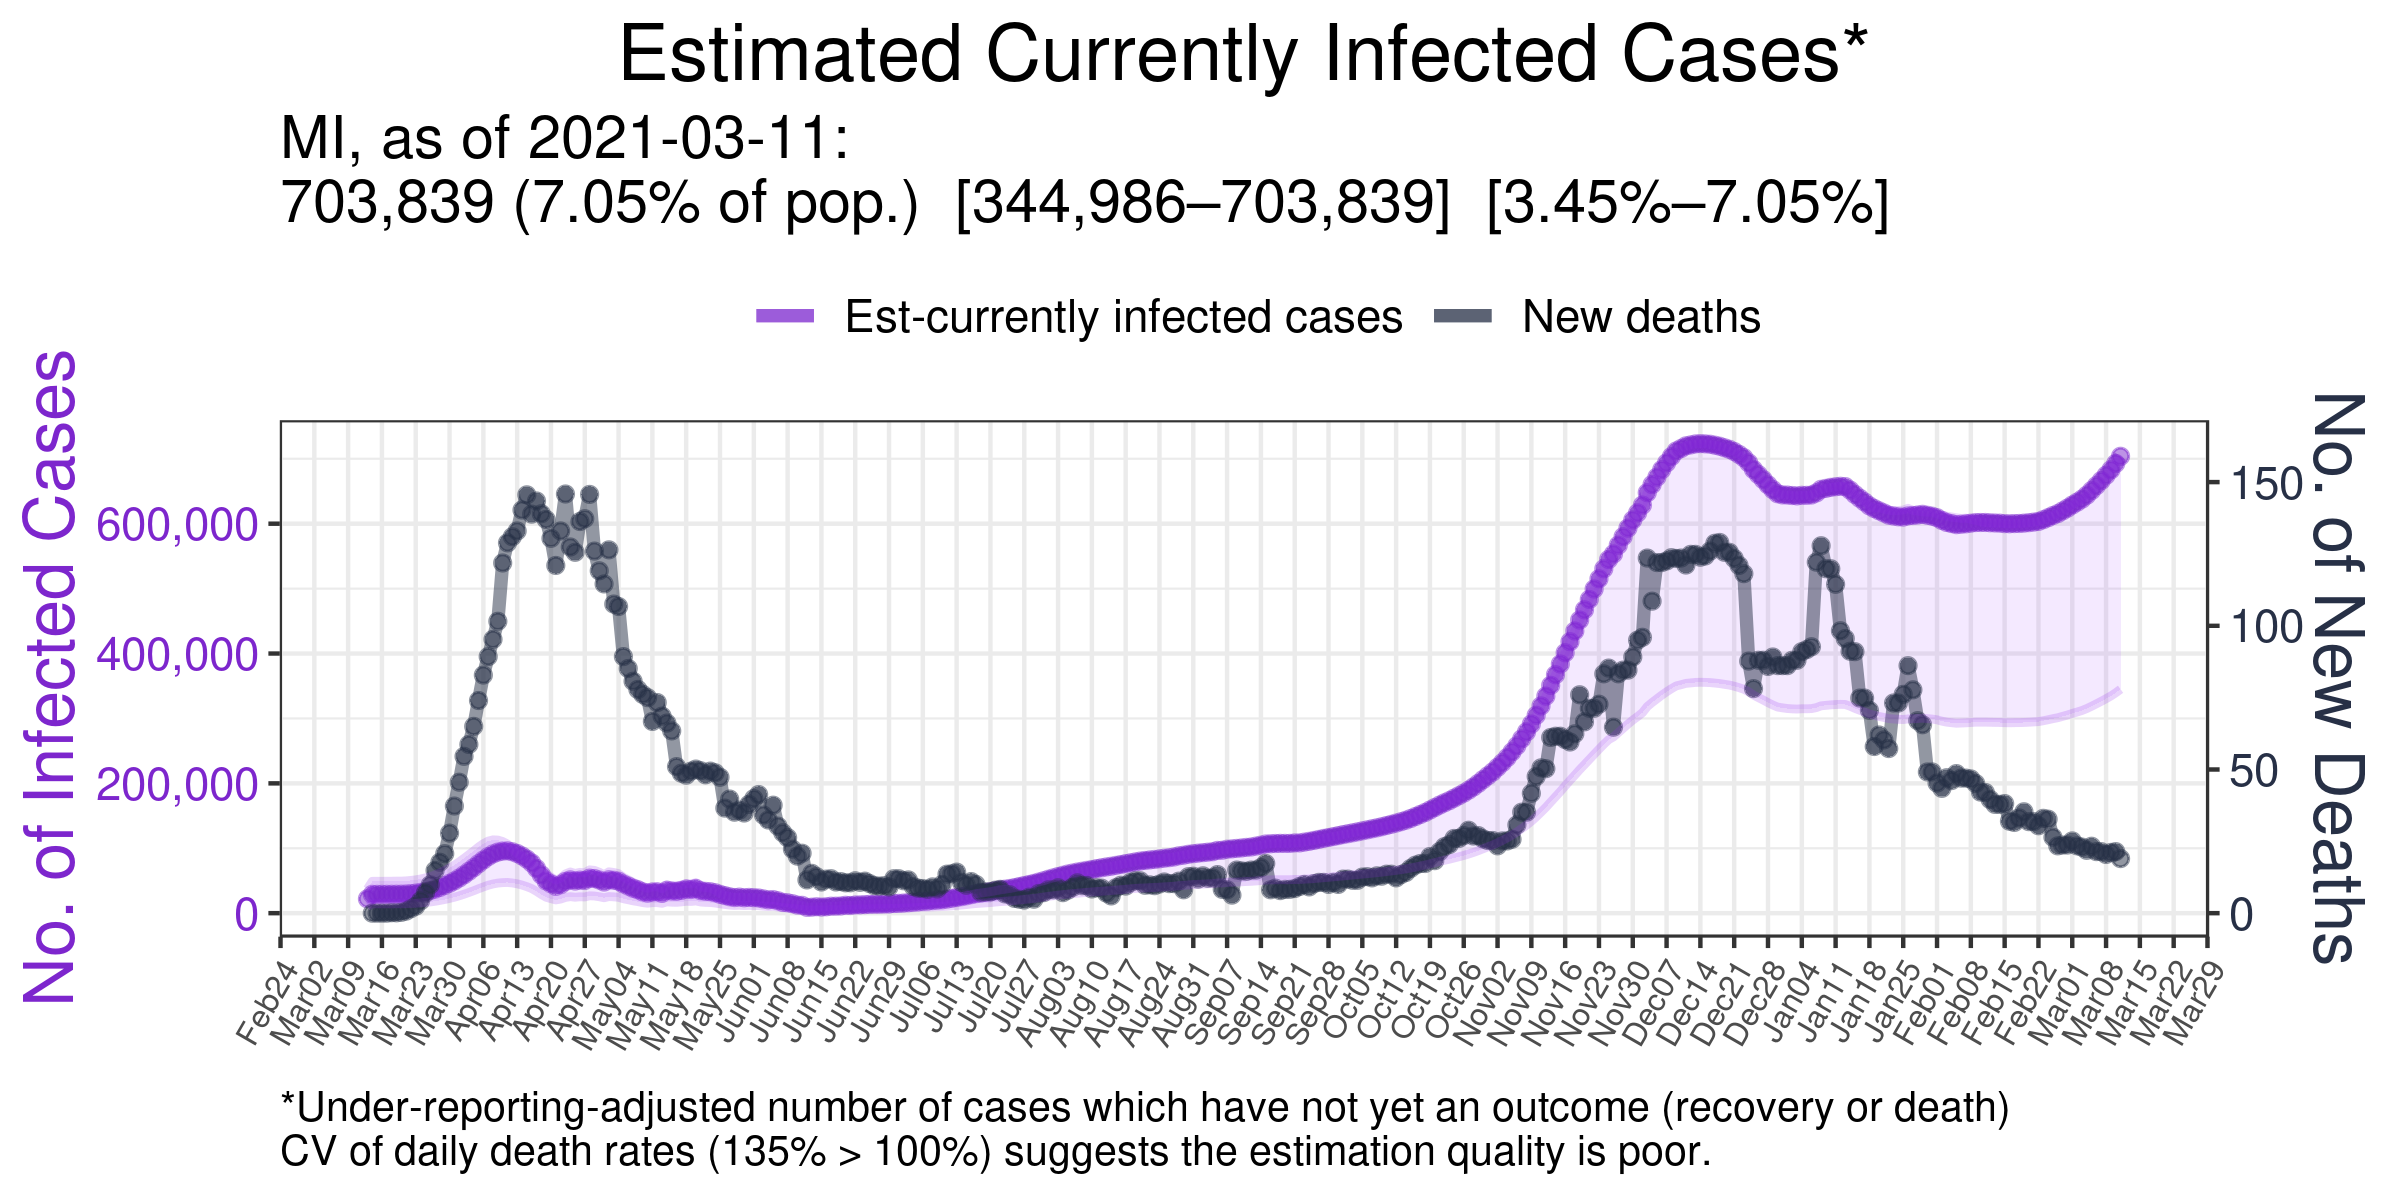 Estimated Currently Infected Cases*
MI, as of 2021-03-11:
703,839 (7.05% of pop.) [344,986–703,839] [3.45%–7.05%]
Est-currently infected cases
New deaths
No. of Infected Cases
600,000
400,000
200,000
0
150
100
50
0
No. of New Deaths
Feb24
Mar02
Mar09
Mar16
Mar23
Mar30
Apr06
Apr13
Apr20
Apr27
May04
May11
May18
May25
Jun01
Jun08
Jun15
Jun22
Jun29
Jul06
Jul13
Jul20
Jul27
Aug03
Aug10
Aug17
Aug24
Aug31
Sep07
Sep14
Sep21
Sep28
Oct05
Oct12
Oct19
Oct26
Nov02
Nov09
Nov16
Nov23
Nov30
Dec07
Dec14
Dec21
Dec28
Jan04
Jan11
Jan18
Jan25
Feb01
Feb08
Feb15
Feb22
Mar01
Mar08
Mar15
Mar22
Mar29
*Under-reporting-adjusted number of cases which have not yet an outcome (recovery or death)
CV of daily death rates (135% > 100%) suggests the estimation quality is poor.